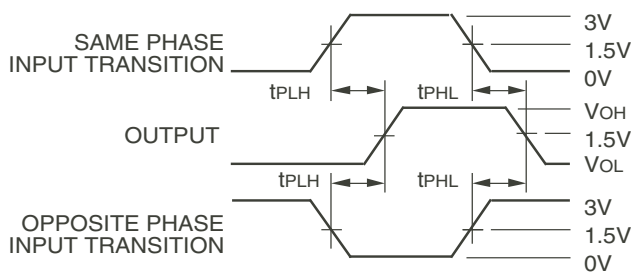 3V
SAME PHASE
INPUT TRANSITION
1.5V
0V
tPLH
tPHL
VOH
OUTPUT
1.5V
VOL
tPLH
tPHL
3V
OPPOSITE PHASE
INPUT TRANSITION
1.5V
0V